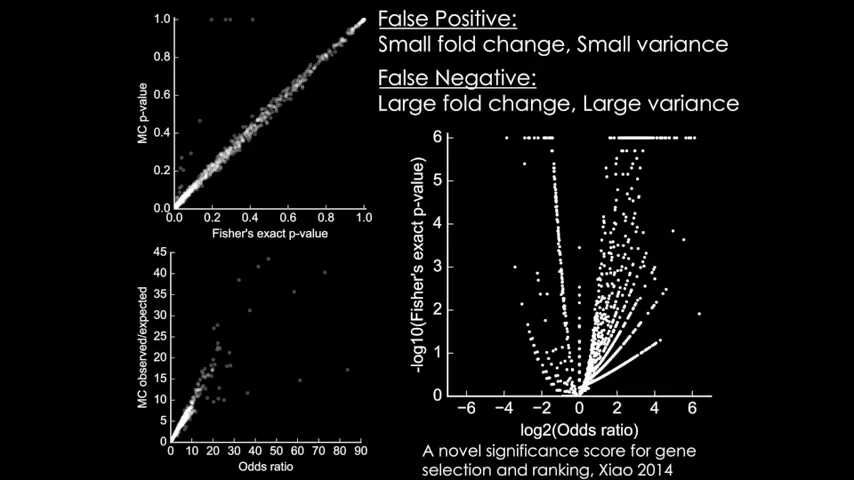 False Positive:
Small fold change, Small variance
False Negative:
Large fold change, Large variance
MC p-value
1.0
0.8
0.6
0.4
0.2
0.0
0.0 0.2 0.4 0.6 0.8 1.0
Fisher's exact p-value
MC observed/expected
45
40
35
30
25
20
15
10
5
0
0 10 20 30 40 50 60 70 80 90
Odds ratio
-log10(Fisher's exact p-value)
6
5
4
3
2
1
0
−6 −4 −2 0 2 4 6
log2(Odds ratio)
A novel significance score for gene
selection and ranking, Xiao 2014